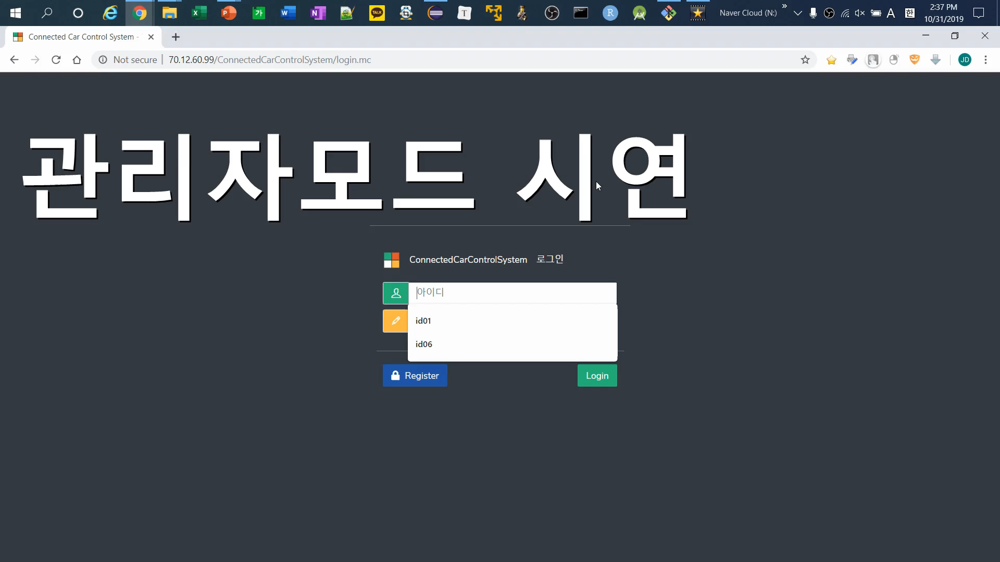 Naver Cloud (N:)
»
A
한
2:37 PM
10/31/2019
Connected Car Control System -
Not secure
70.12.60.99/ConnectedCarControlSystem/login.mc
JD
관리자모드 시연
ConnectedCarControlSystem 로그인
아이디
id01
id06
Register
Login